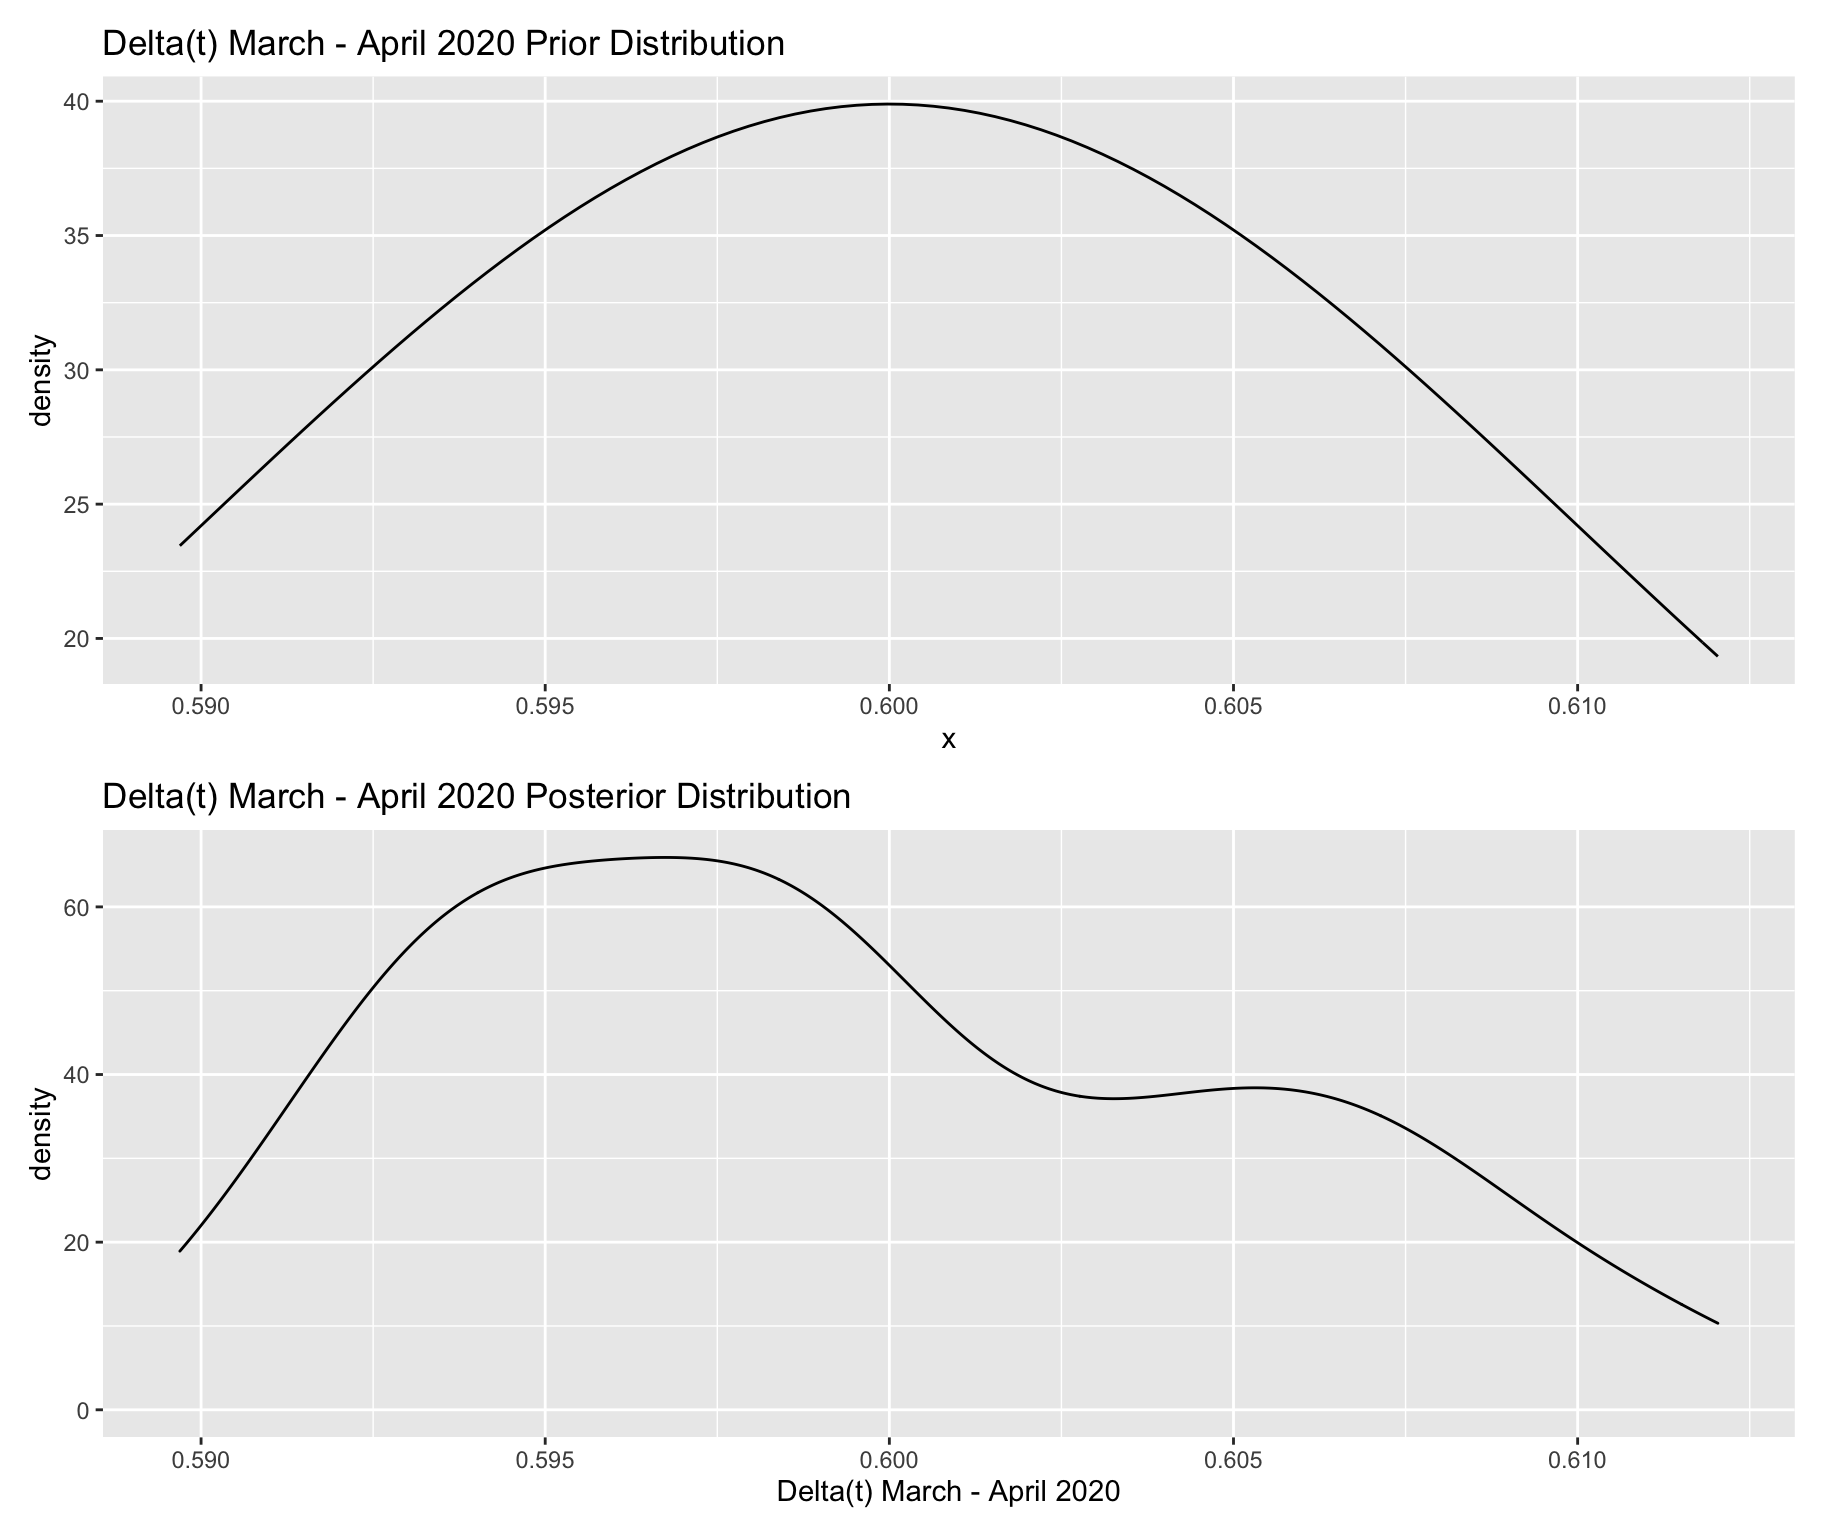 Delta(t) March - April 2020 Prior Distribution
40
35
30
25
20
density
0.590 0.595 0.600 0.605 0.610
x
Delta(t) March - April 2020 Posterior Distribution
60
40
20
0
density
0.590 0.595 0.600 0.605 0.610
Delta(t) March - April 2020